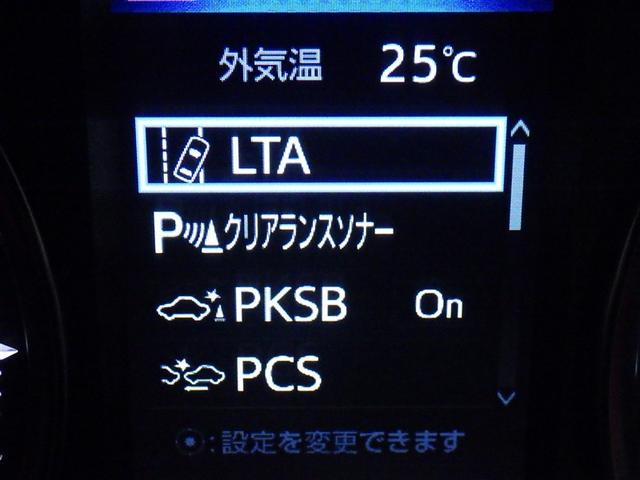 外気温 25℃
LTA
P クリアランスソナー
PKSB On
PCS
:設定を変更できます